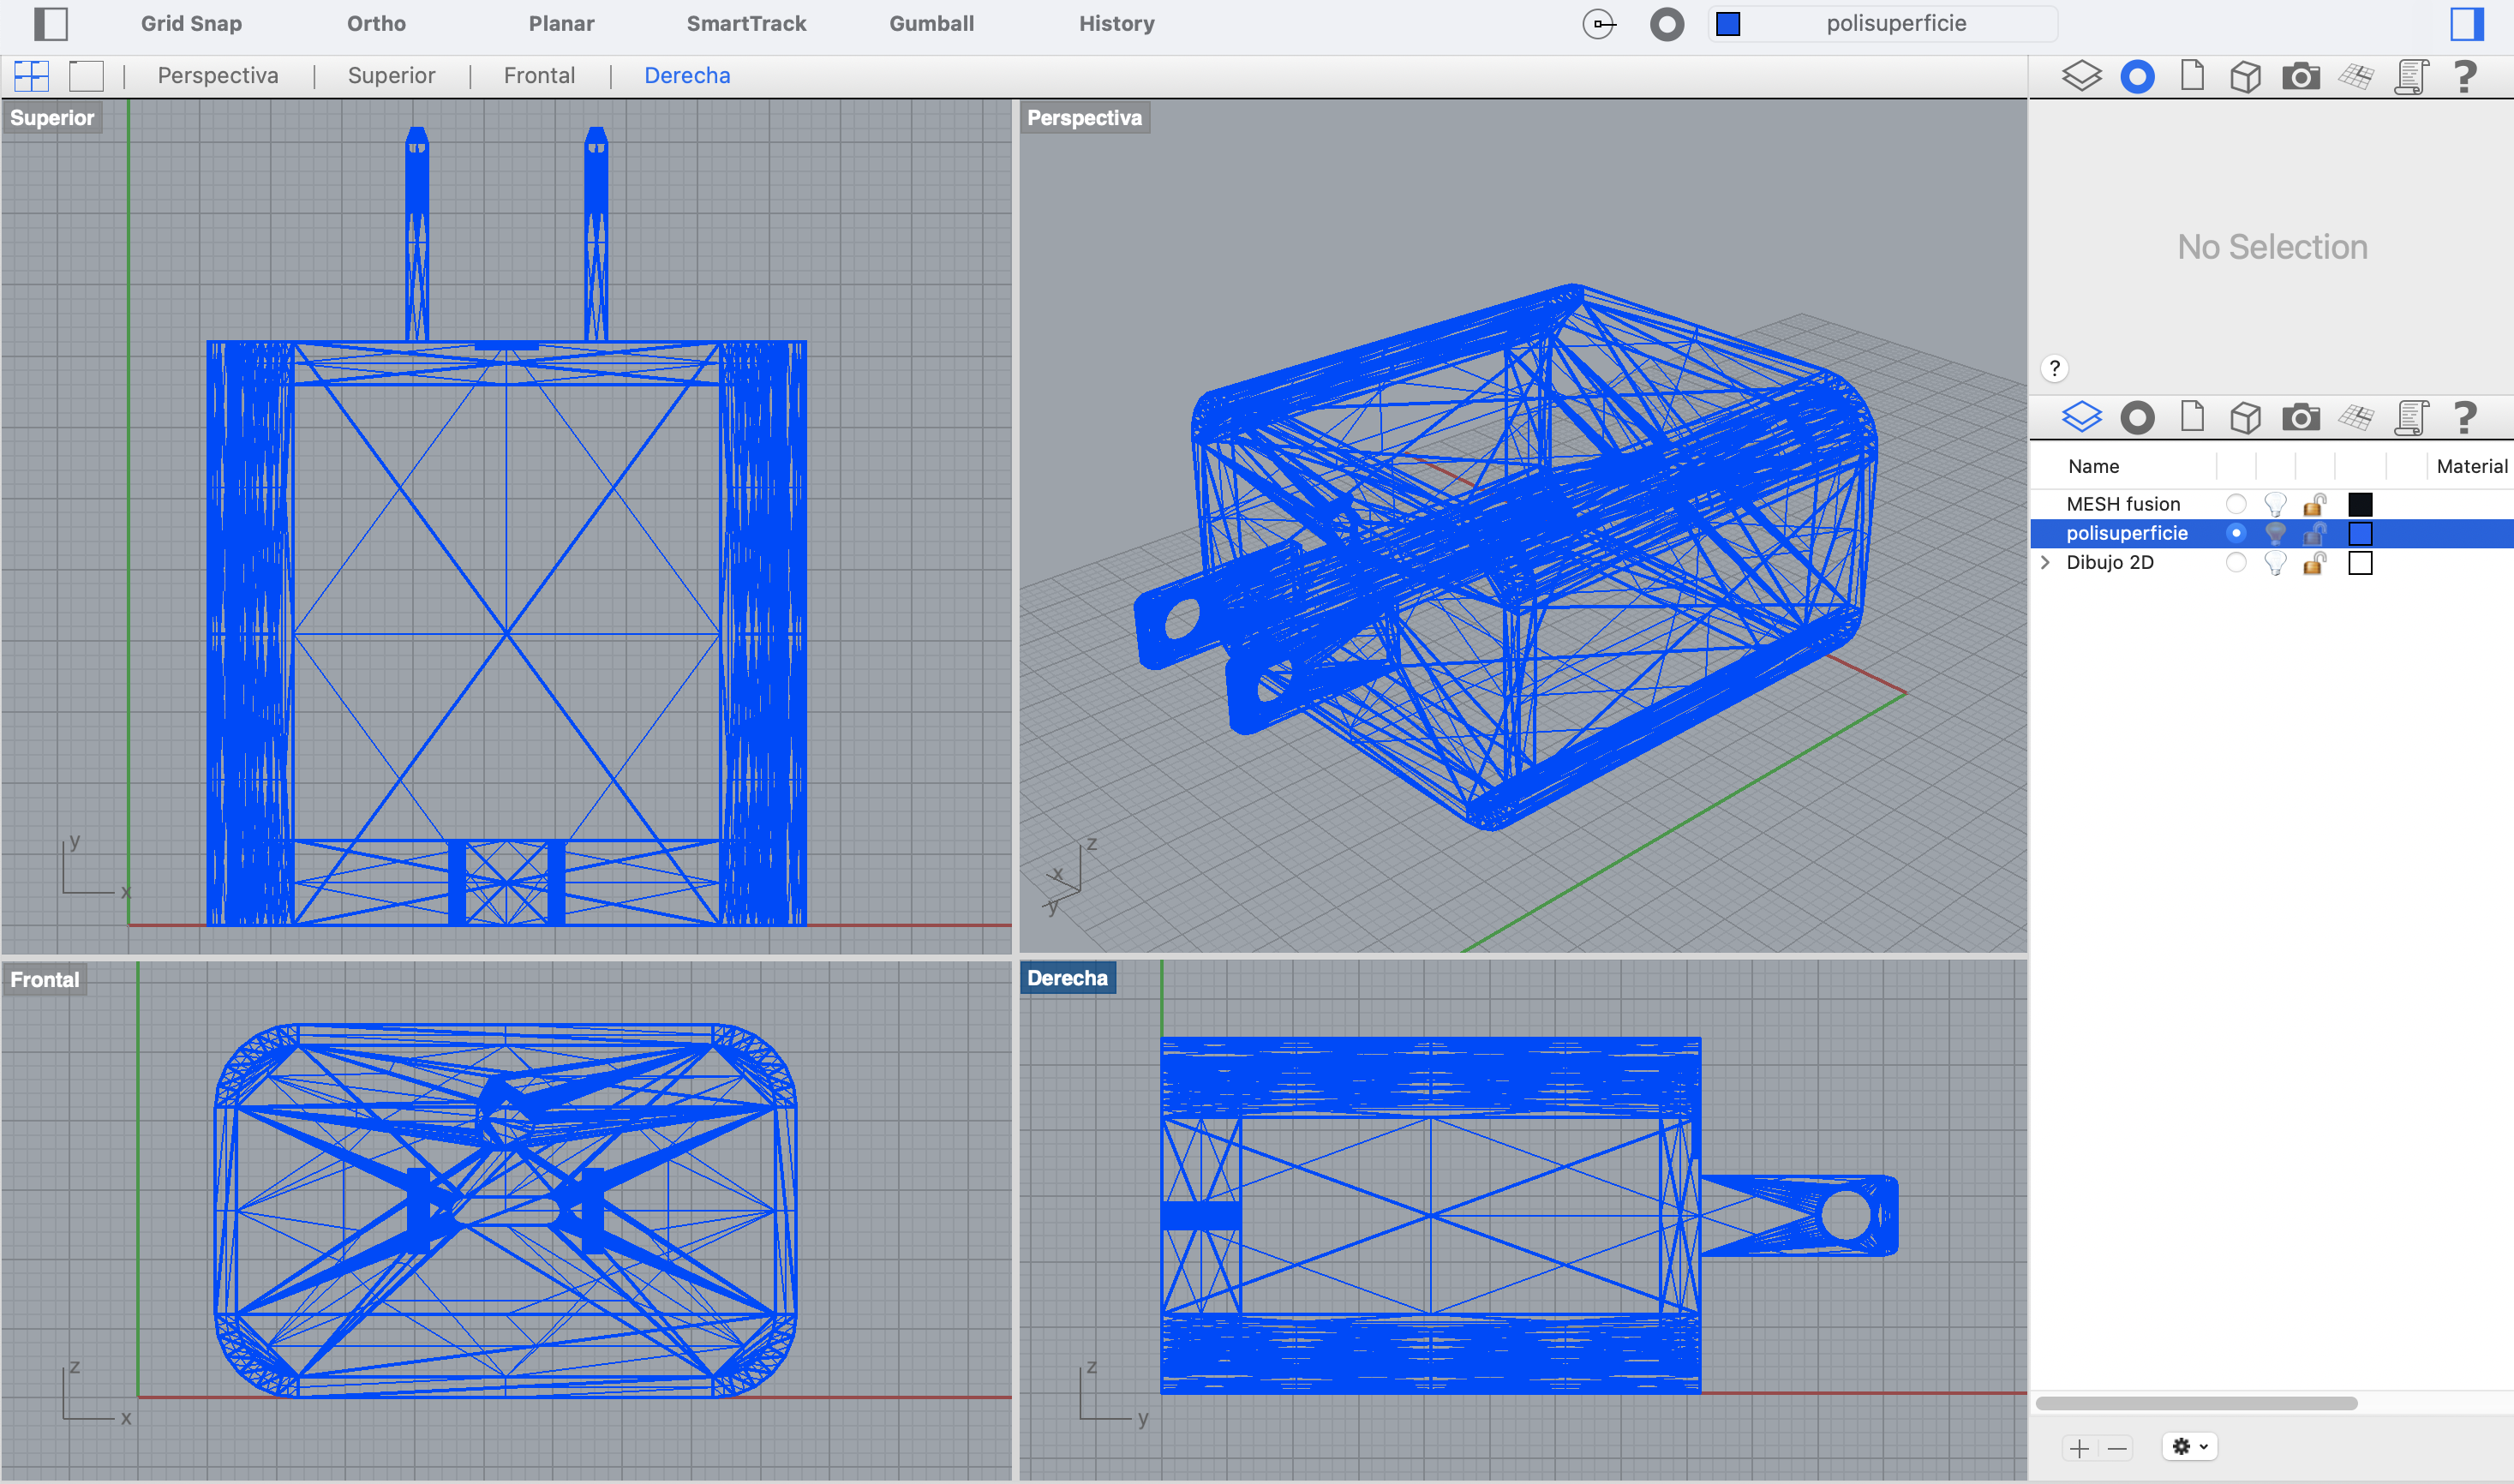 Grid Snap Ortho Planar SmartTrack Gumball History polisuperficie
Perspectiva Superior Frontal Derecha ?
Superior
Perspectiva
No Selection
?
?
Name Material
MESH fusion
polisuperficie
Dibujo 2D
y
x
z
x
y
Frontal
Derecha
z
x
z
y